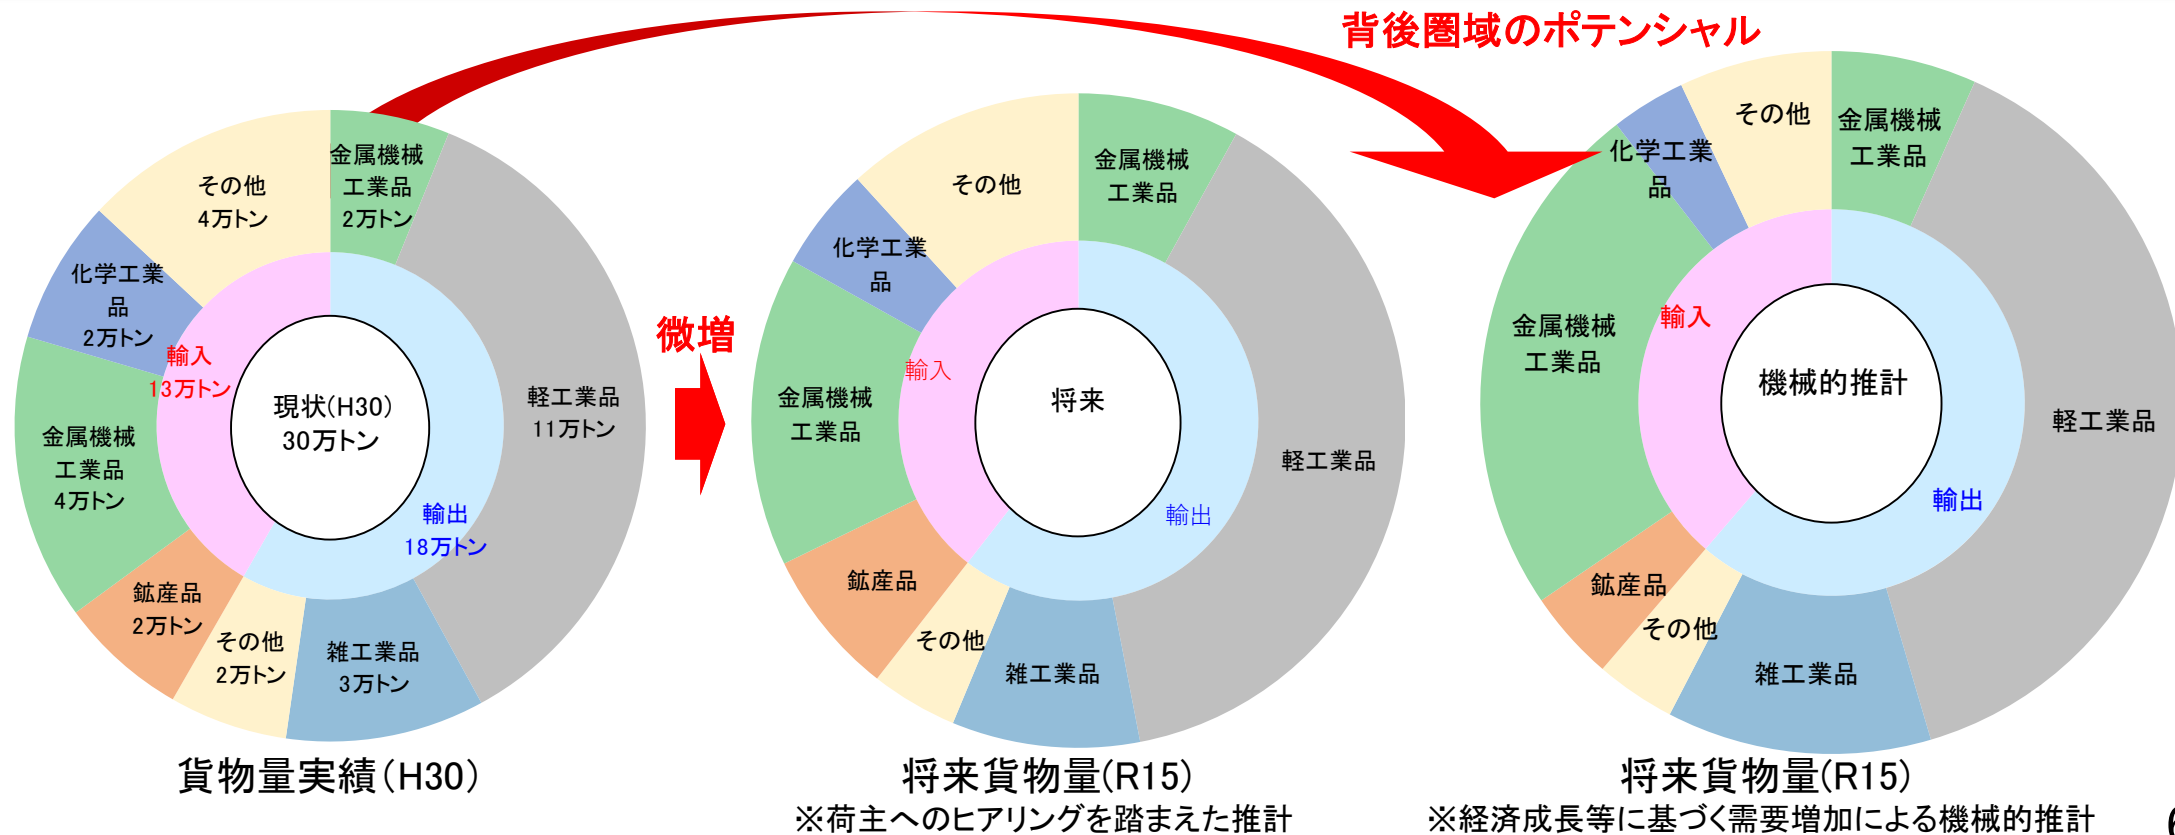 背後圏域のポテンシャル
金属機械
工業品
2万トン
軽工業品
11万トン
雑工業品
3万トン
その他
2万トン
鉱産品
2万トン
金属機械
工業品
4万トン
化学工業
品
2万トン
その他
4万トン
輸入
13万トン
輸出
18万トン
現状(H30)
30万トン
貨物量実績(H30)
微増
金属機械
工業品
軽工業品
雑工業品
その他
鉱産品
金属機械
工業品
化学工業
品
その他
輸入
輸出
将来
将来貨物量(R15)
※荷主へのヒアリングを踏まえた推計
金属機械
工業品
軽工業品
雑工業品
その他
鉱産品
金属機械
工業品
化学工業
品
その他
輸入
輸出
機械的推計
将来貨物量(R15)
※経済成長等に基づく需要増加による機械的推計